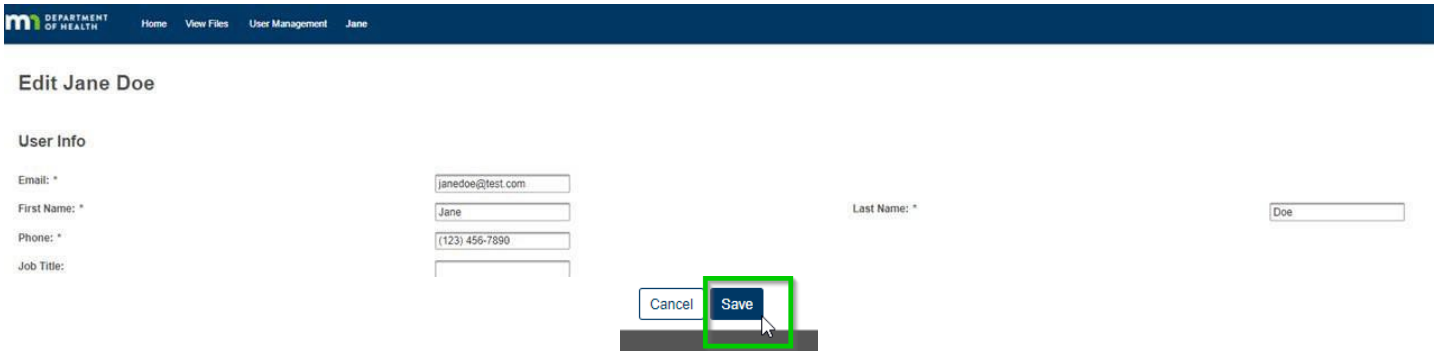 mn DEPARTMENT
OF HEALTH
Home View Files User Management Jane
Edit Jane Doe
User Info
Email: * janedoe@test.com
First Name: * Jane Last Name: * Doe
Phone: * (123) 456-7890
Job Title:
Cancel Save